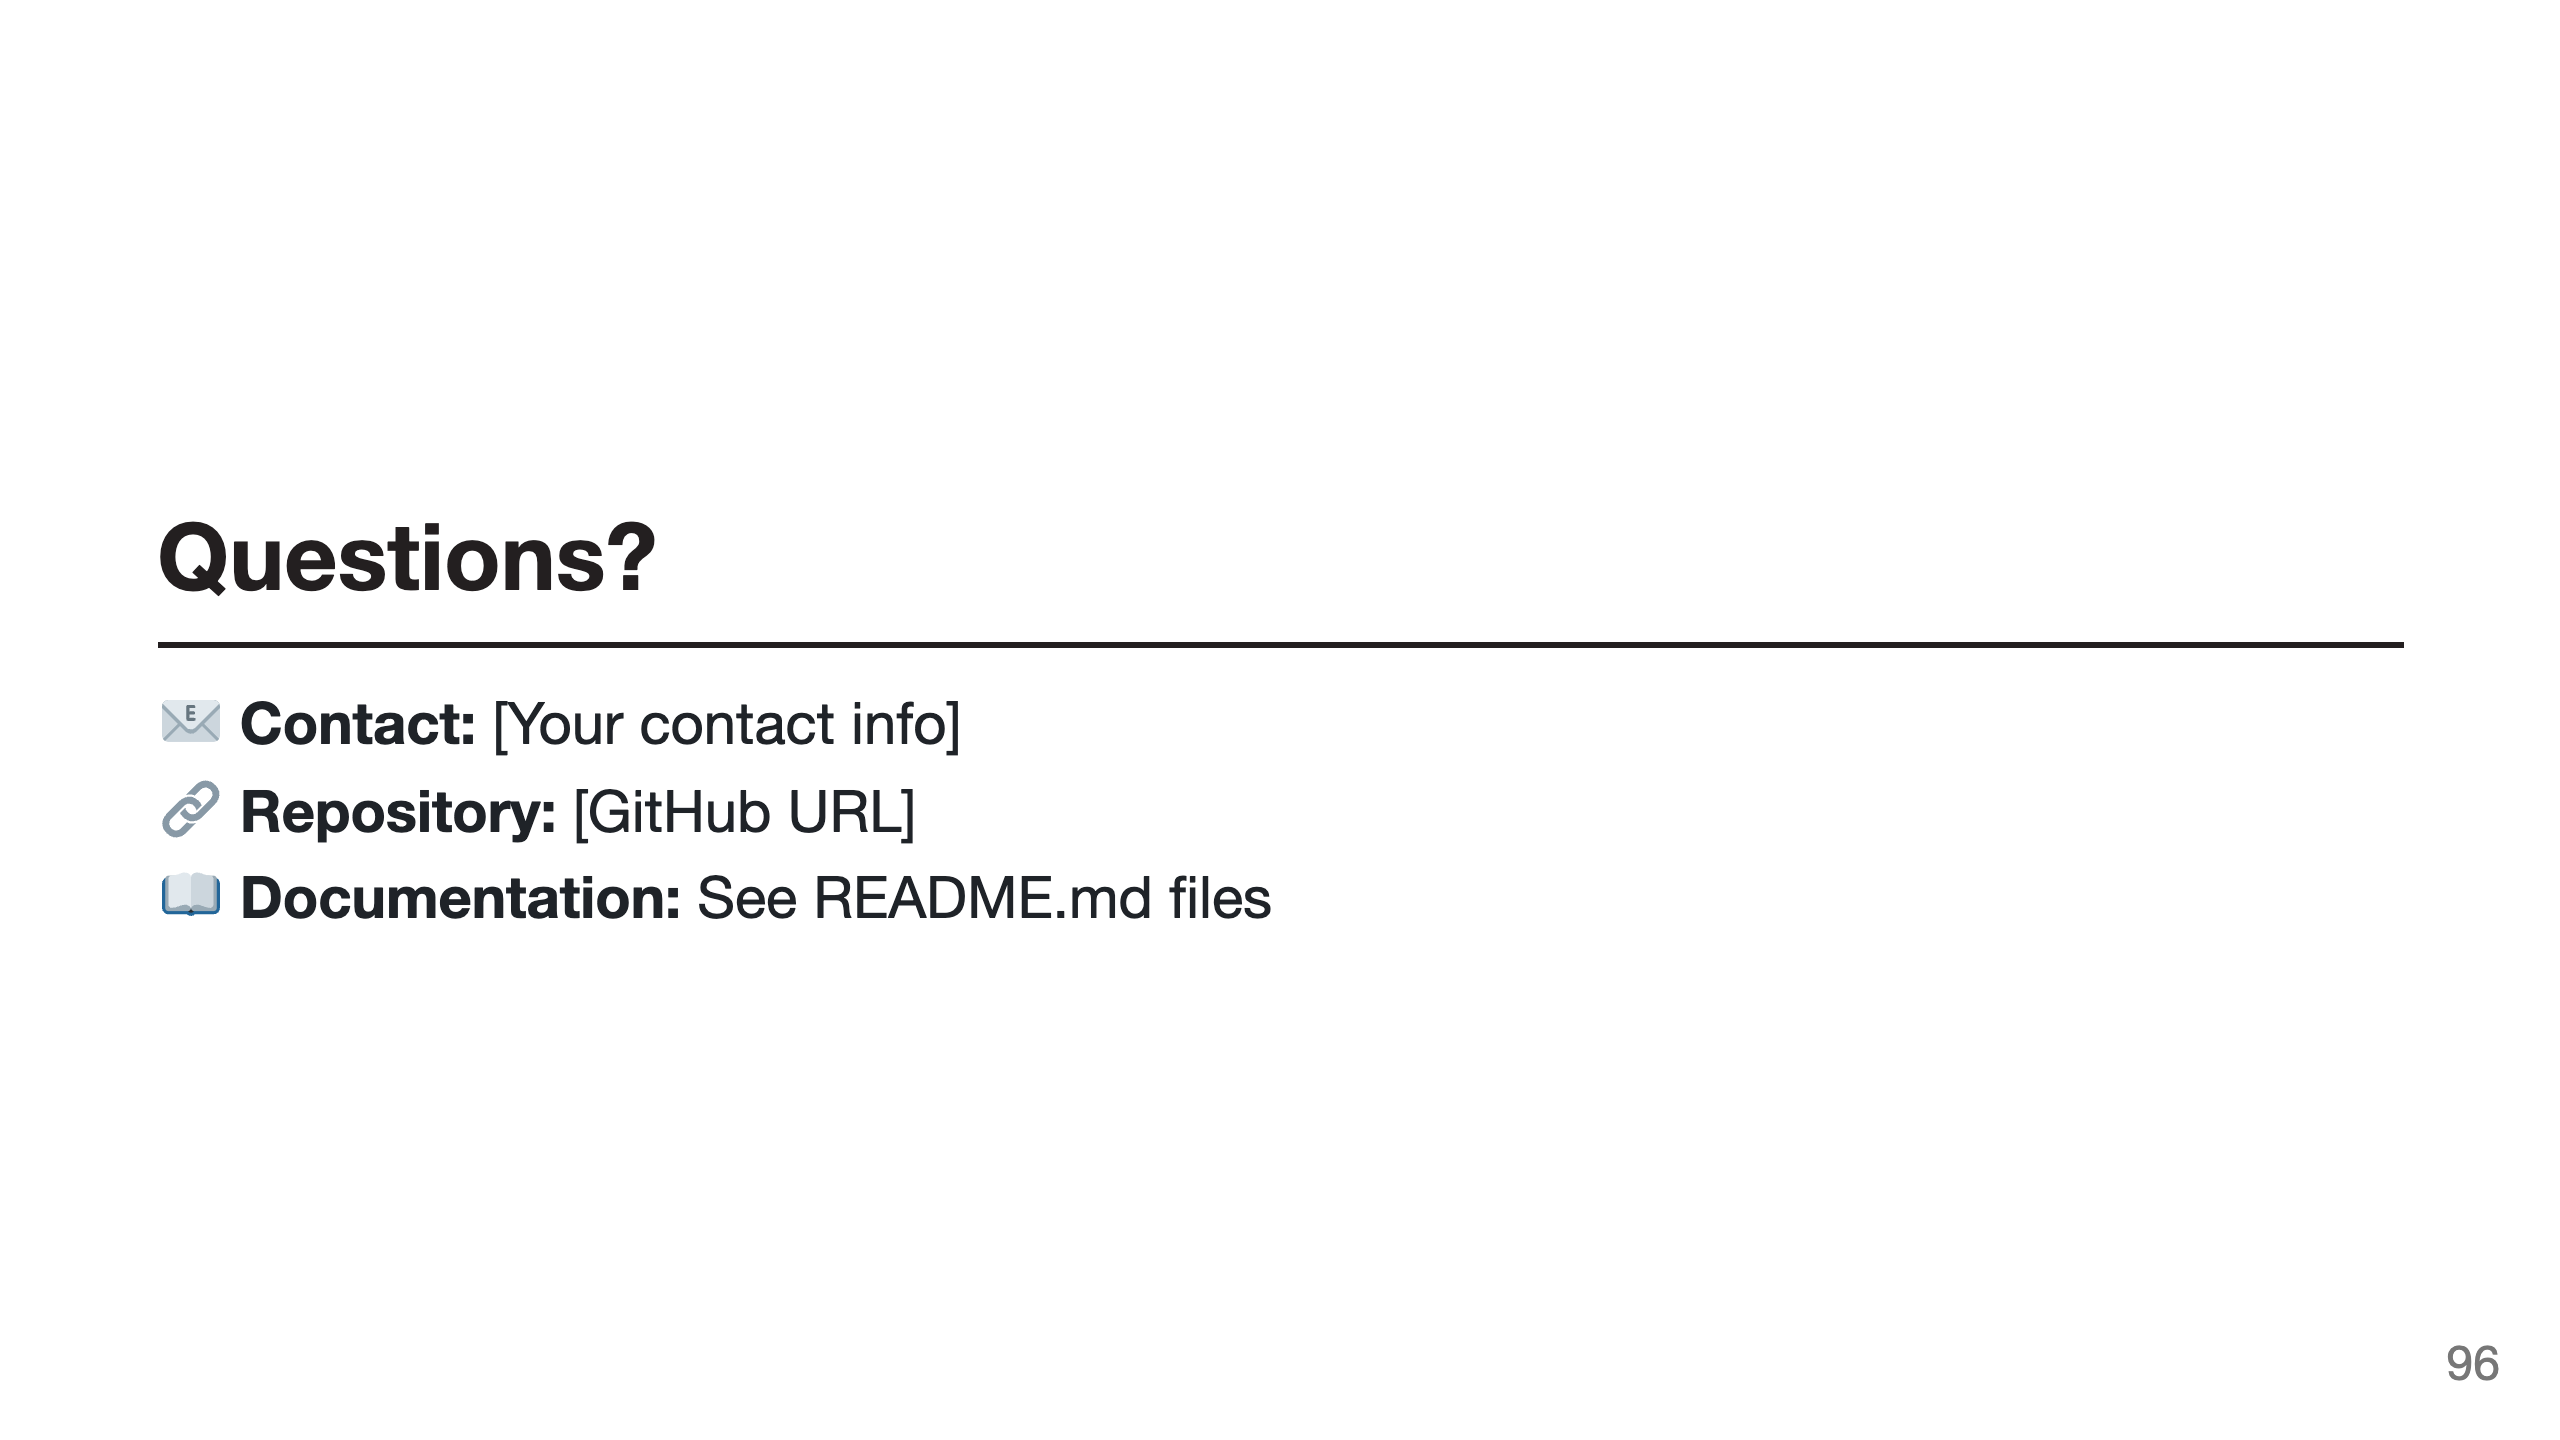 Questions?
📧 Contact: [Your contact info]
🔗 Repository: [GitHub URL]
📖 Documentation: See README.md files
96